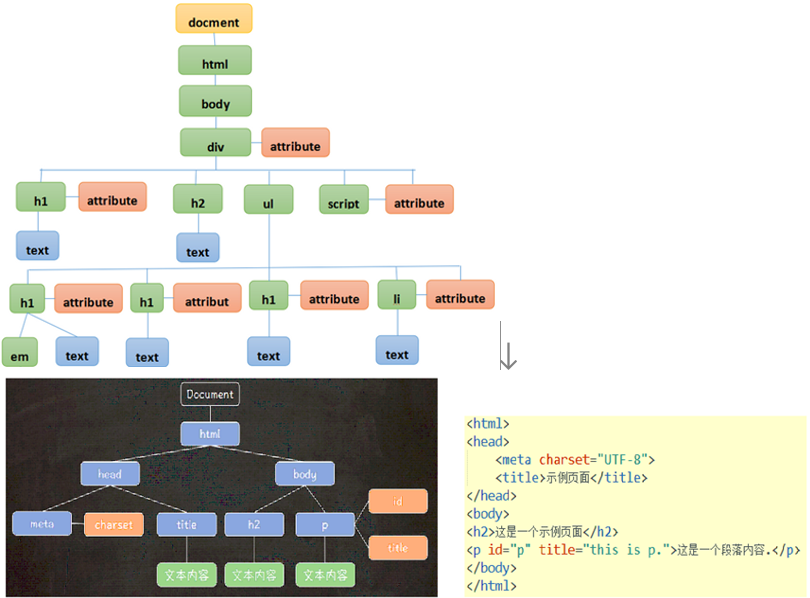 docment
html
body
div attribute
h1 attribute h2 ul script attribute
text text
h1 attribute h1 attribut h1 attribute li attribute
em text text text text
Document
html
head body
id
meta charset title h2 p
title
文本内容 文本内容 文本内容
<html>
<head>
<meta charset="UTF-8">
<title>示例页面</title>
</head>
<body>
<h2>这是一个示例页面</h2>
<p id="p" title="this is p.">这是一个段落内容.</p>
</body>
</html>